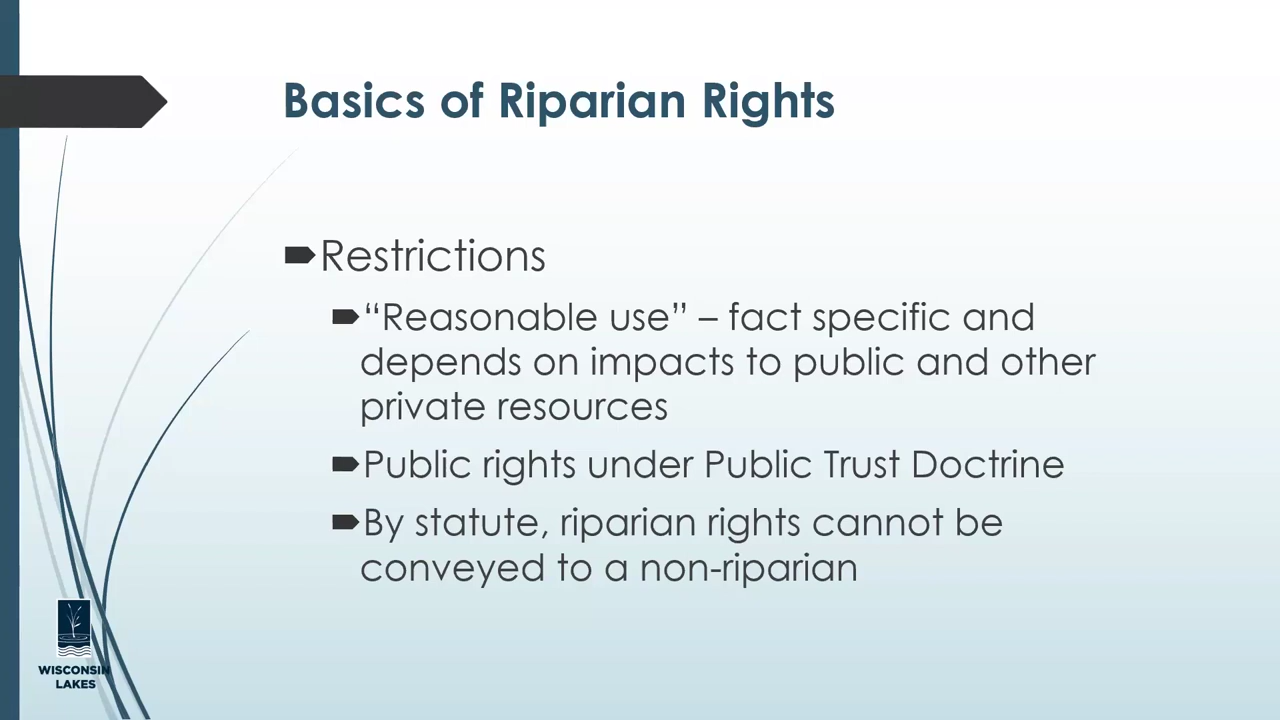 Basics of Riparian Rights
Restrictions
“Reasonable use” – fact specific and
depends on impacts to public and other
private resources
Public rights under Public Trust Doctrine
By statute, riparian rights cannot be
conveyed to a non-riparian
WISCONSIN
LAKES